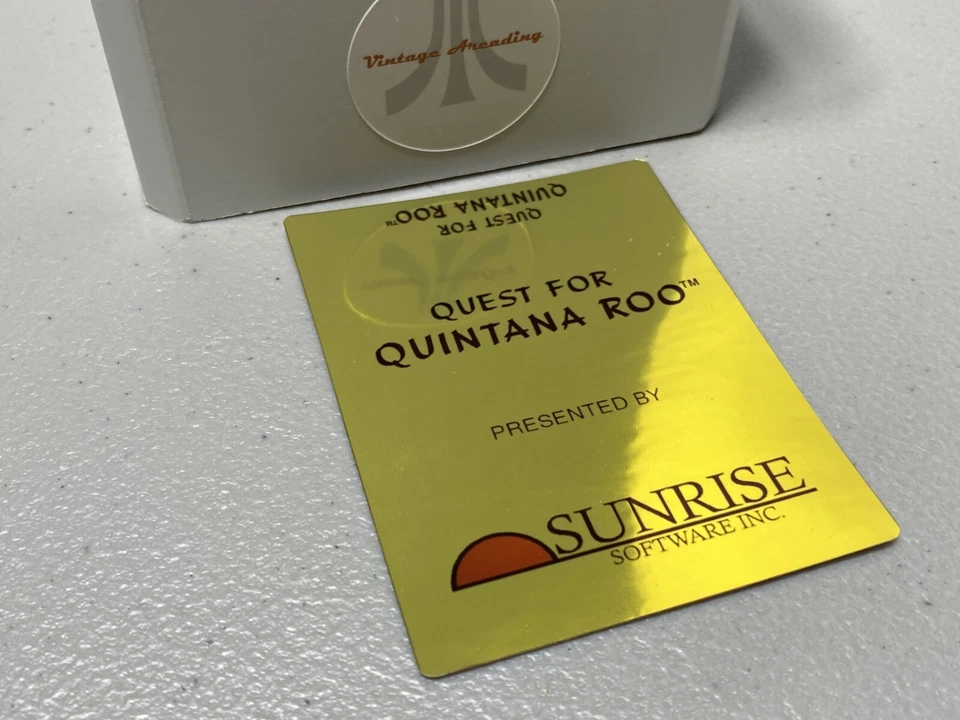 Vintage Arcading
QUINTANA ROO™
QUEST FOR
QUEST FOR
QUINTANA ROO™
PRESENTED BY
SUNRISE
SOFTWARE INC.